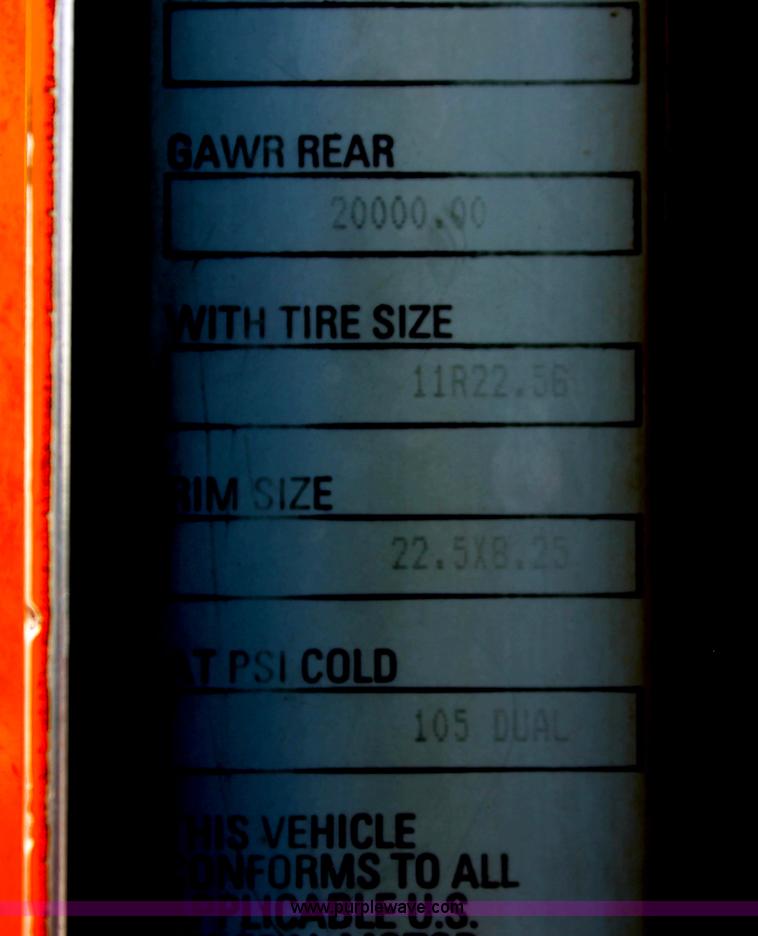 GAWR REAR
20000.00
WITH TIRE SIZE
11R22.5G
RIM SIZE
22.5X8.25
AT PSI COLD
105 DUAL
THIS VEHICLE
CONFORMS TO ALL
APPLICABLE U.S.
www.purplewave.com